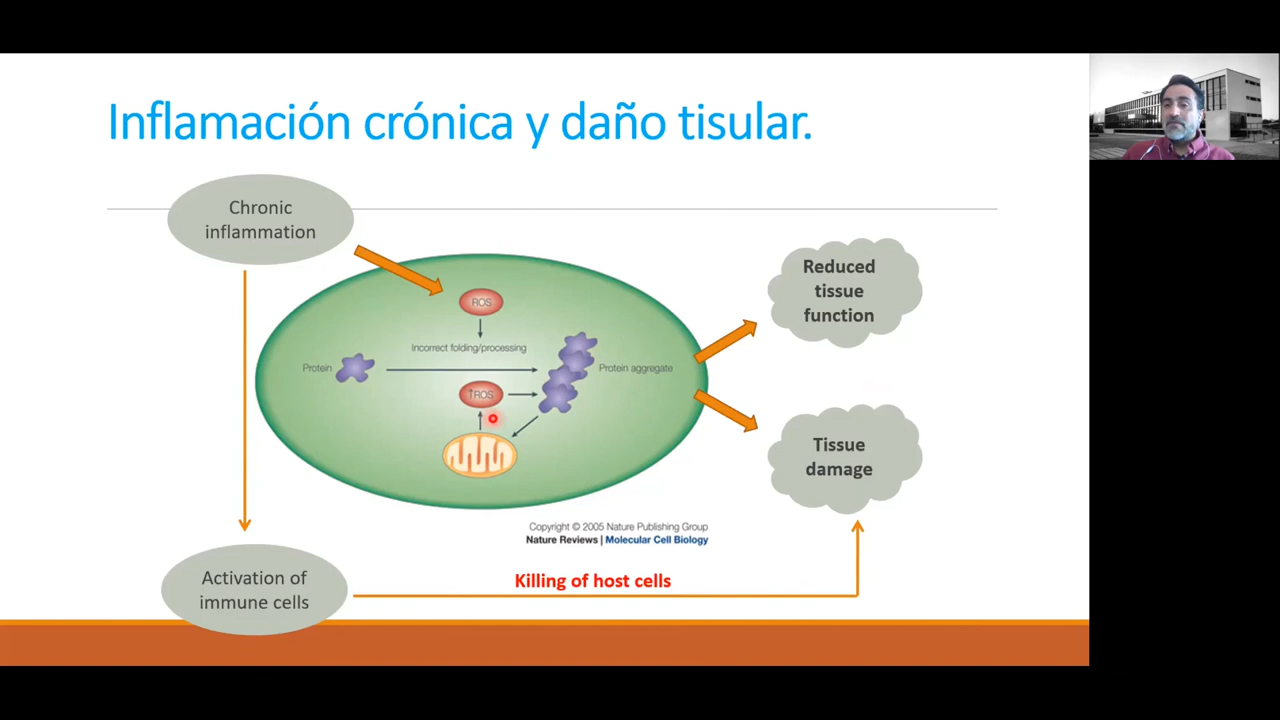 Inflamación crónica y daño tisular.
Chronic
inflammation
ROS
Incorrect folding/processing
Protein
Protein aggregate
↑ROS
Reduced
tissue
function
Tissue
damage
Copyright © 2005 Nature Publishing Group
Nature Reviews | Molecular Cell Biology
Activation of
immune cells
Killing of host cells